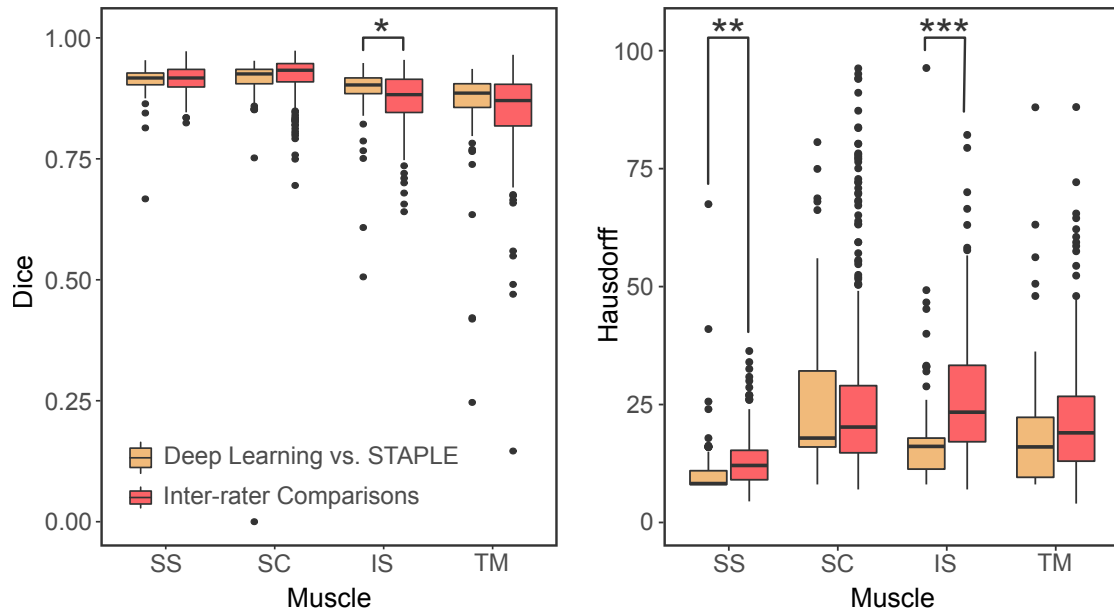 *
1.00
0.75
0.50
0.25
0.00
Dice
Deep Learning vs. STAPLE
Inter-rater Comparisons
SS SC IS TM
Muscle
** ***
100
75
50
25
0
Hausdorff
SS SC IS TM
Muscle